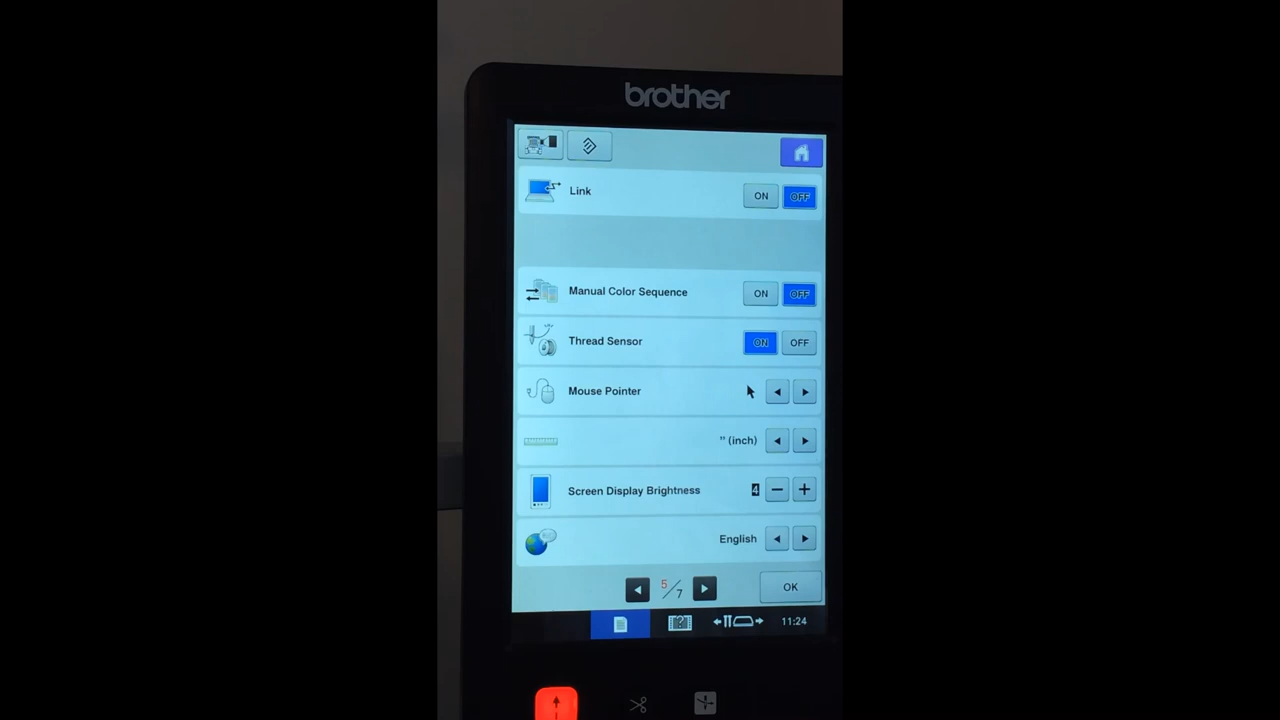 brother
Link ON OFF
Manual Color Sequence ON OFF
Thread Sensor ON OFF
Mouse Pointer
" (inch)
Screen Display Brightness 4 − +
English
5/7 OK
11:24